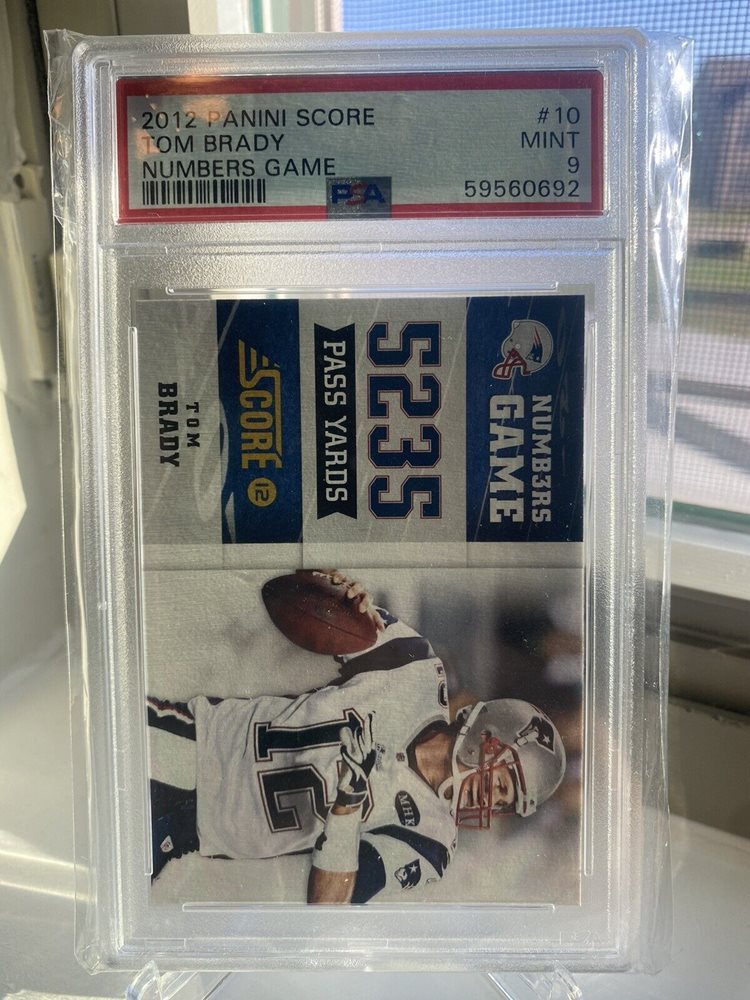 2012 PANINI SCORE #10
TOM BRADY MINT
NUMBERS GAME 9
PSA 59560692
NUMB3RS
GAME
5235
PASS YARDS
SCORE 12
TOM
BRADY
12
MHK